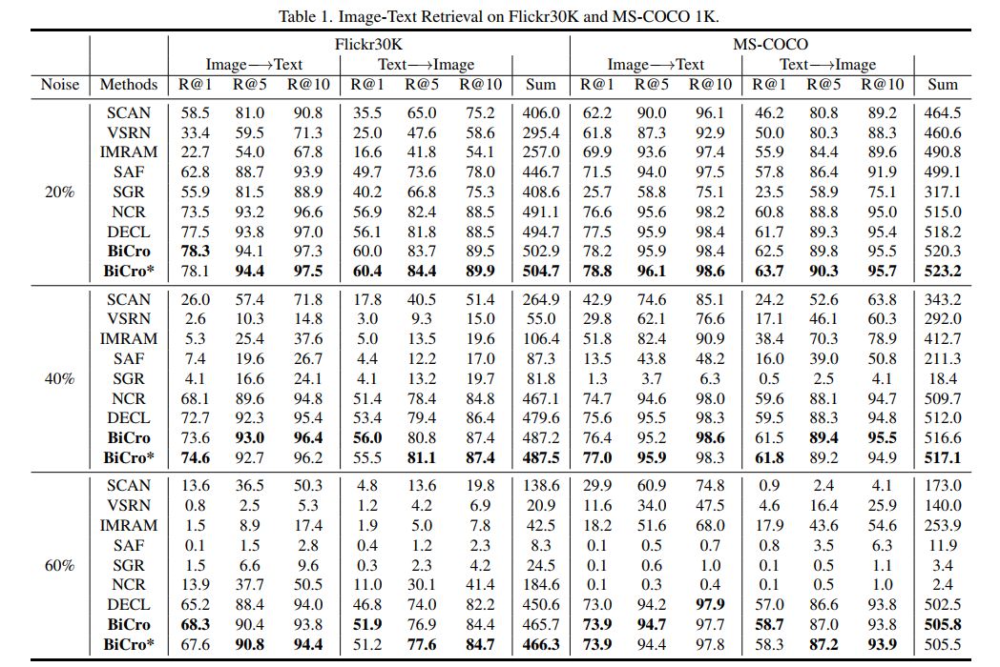 Table 1. Image-Text Retrieval on Flickr30K and MS-COCO 1K.
Flickr30K MS-COCO
Image⟶Text Text⟶Image Image⟶Text Text⟶Image
Noise Methods R@1 R@5 R@10 R@1 R@5 R@10 Sum R@1 R@5 R@10 R@1 R@5 R@10 Sum
SCAN 58.5 81.0 90.8 35.5 65.0 75.2 406.0 62.2 90.0 96.1 46.2 80.8 89.2 464.5
VSRN 33.4 59.5 71.3 25.0 47.6 58.6 295.4 61.8 87.3 92.9 50.0 80.3 88.3 460.6
IMRAM 22.7 54.0 67.8 16.6 41.8 54.1 257.0 69.9 93.6 97.4 55.9 84.4 89.6 490.8
SAF 62.8 88.7 93.9 49.7 73.6 78.0 446.7 71.5 94.0 97.5 57.8 86.4 91.9 499.1
20% SGR 55.9 81.5 88.9 40.2 66.8 75.3 408.6 25.7 58.8 75.1 23.5 58.9 75.1 317.1
NCR 73.5 93.2 96.6 56.9 82.4 88.5 491.1 76.6 95.6 98.2 60.8 88.8 95.0 515.0
DECL 77.5 93.8 97.0 56.1 81.8 88.5 494.7 77.5 95.9 98.4 61.7 89.3 95.4 518.2
BiCro 78.3 94.1 97.3 60.0 83.7 89.5 502.9 78.2 95.9 98.4 62.5 89.8 95.5 520.3
BiCro* 78.1 94.4 97.5 60.4 84.4 89.9 504.7 78.8 96.1 98.6 63.7 90.3 95.7 523.2
SCAN 26.0 57.4 71.8 17.8 40.5 51.4 264.9 42.9 74.6 85.1 24.2 52.6 63.8 343.2
VSRN 2.6 10.3 14.8 3.0 9.3 15.0 55.0 29.8 62.1 76.6 17.1 46.1 60.3 292.0
IMRAM 5.3 25.4 37.6 5.0 13.5 19.6 106.4 51.8 82.4 90.9 38.4 70.3 78.9 412.7
SAF 7.4 19.6 26.7 4.4 12.2 17.0 87.3 13.5 43.8 48.2 16.0 39.0 50.8 211.3
40% SGR 4.1 16.6 24.1 4.1 13.2 19.7 81.8 1.3 3.7 6.3 0.5 2.5 4.1 18.4
NCR 68.1 89.6 94.8 51.4 78.4 84.8 467.1 74.7 94.6 98.0 59.6 88.1 94.7 509.7
DECL 72.7 92.3 95.4 53.4 79.4 86.4 479.6 75.6 95.5 98.3 59.5 88.3 94.8 512.0
BiCro 73.6 93.0 96.4 56.0 80.8 87.4 487.2 76.4 95.2 98.6 61.5 89.4 95.5 516.6
BiCro* 74.6 92.7 96.2 55.5 81.1 87.4 487.5 77.0 95.9 98.3 61.8 89.2 94.9 517.1
SCAN 13.6 36.5 50.3 4.8 13.6 19.8 138.6 29.9 60.9 74.8 0.9 2.4 4.1 173.0
VSRN 0.8 2.5 5.3 1.2 4.2 6.9 20.9 11.6 34.0 47.5 4.6 16.4 25.9 140.0
IMRAM 1.5 8.9 17.4 1.9 5.0 7.8 42.5 18.2 51.6 68.0 17.9 43.6 54.6 253.9
SAF 0.1 1.5 2.8 0.4 1.2 2.3 8.3 0.1 0.5 0.7 0.8 3.5 6.3 11.9
60% SGR 1.5 6.6 9.6 0.3 2.3 4.2 24.5 0.1 0.6 1.0 0.1 0.5 1.1 3.4
NCR 13.9 37.7 50.5 11.0 30.1 41.4 184.6 0.1 0.3 0.4 0.1 0.5 1.0 2.4
DECL 65.2 88.4 94.0 46.8 74.0 82.2 450.6 73.0 94.2 97.9 57.0 86.6 93.8 502.5
BiCro 68.3 90.4 93.8 51.9 76.9 84.4 465.7 73.9 94.7 97.7 58.7 87.0 93.8 505.8
BiCro* 67.6 90.8 94.4 51.2 77.6 84.7 466.3 73.9 94.4 97.8 58.3 87.2 93.9 505.5